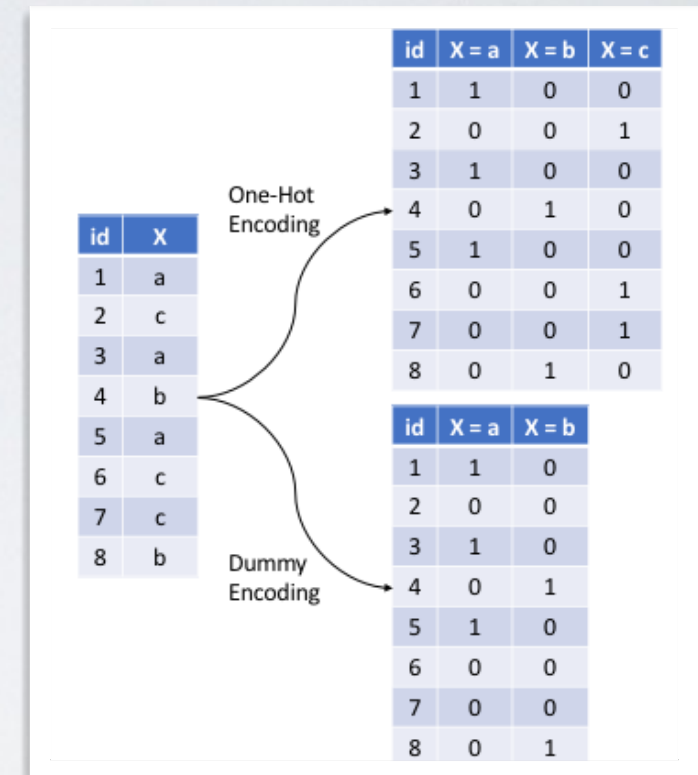 id X = a X = b X = c
1 1 0 0
2 0 0 1
3 1 0 0
4 0 1 0
5 1 0 0
6 0 0 1
7 0 0 1
8 0 1 0
One-Hot
Encoding
id X
1 a
2 c
3 a
4 b
5 a
6 c
7 c
8 b
Dummy
Encoding
id X = a X = b
1 1 0
2 0 0
3 1 0
4 0 1
5 1 0
6 0 0
7 0 0
8 0 1